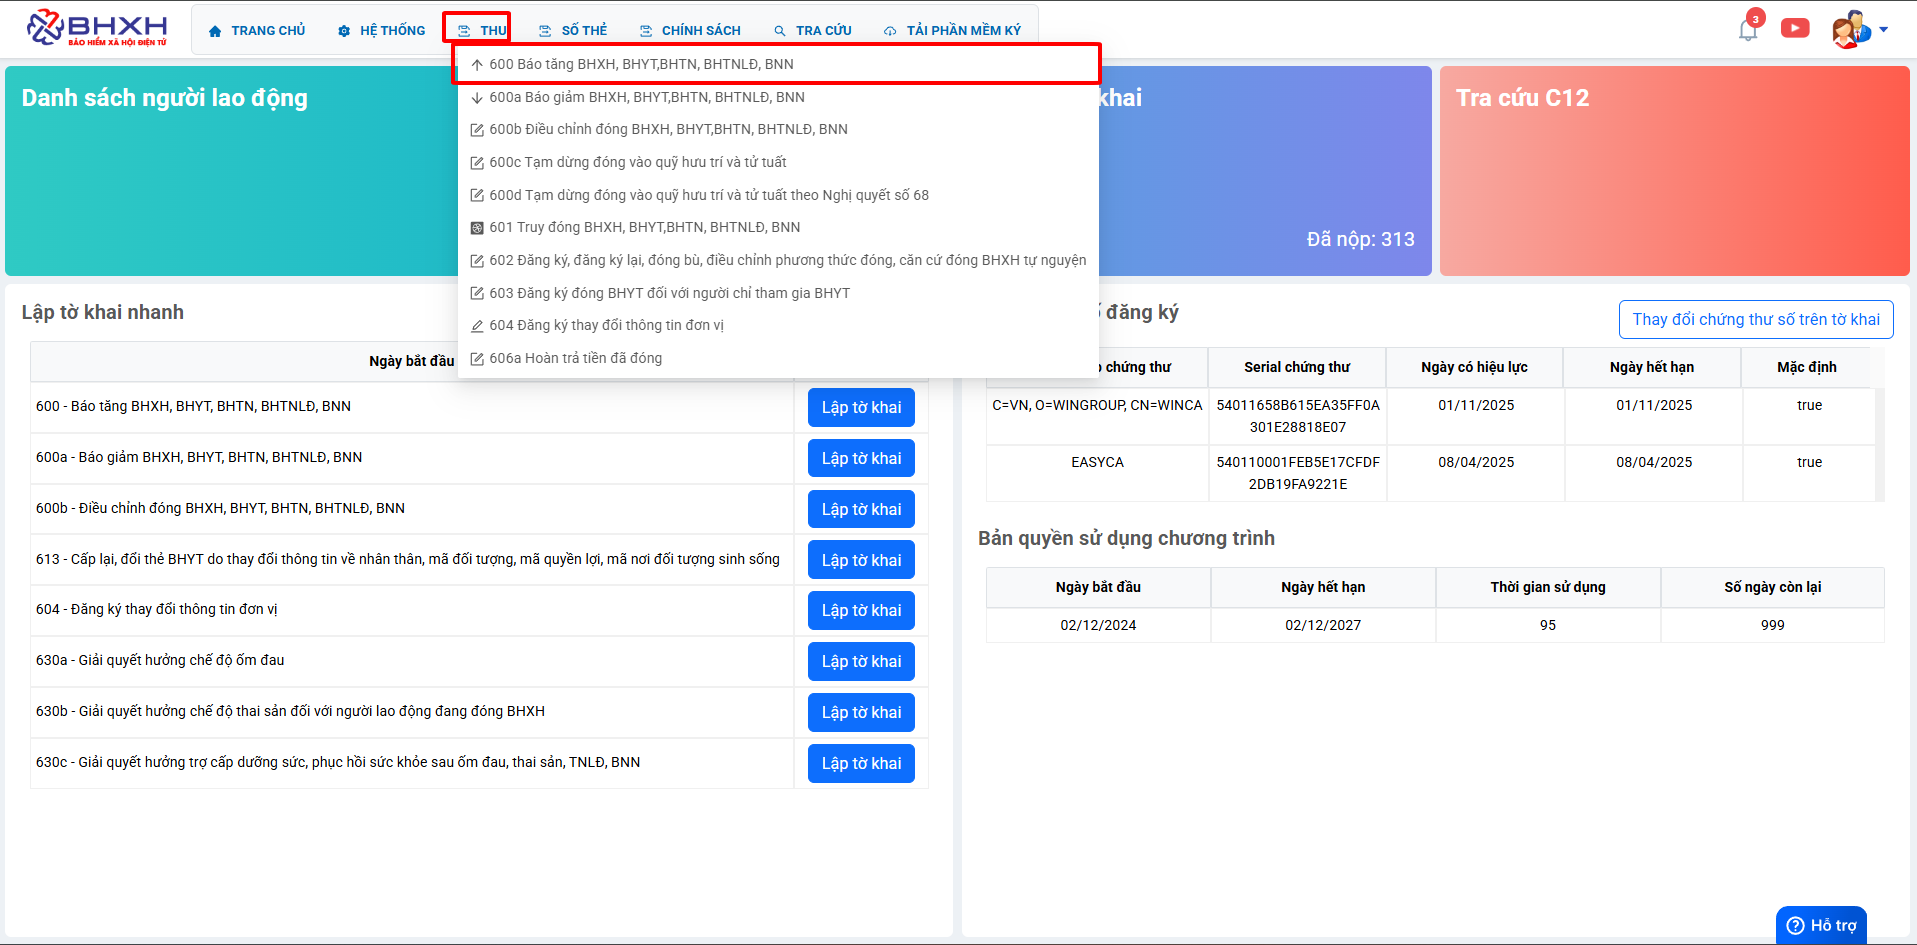 BHXH
BẢO HIỂM XÃ HỘI ĐIỆN TỬ
TRANG CHỦ
HỆ THỐNG
THU
SỔ THẺ
CHÍNH SÁCH
TRA CỨU
TẢI PHẦN MỀM KÝ
3
600 Báo tăng BHXH, BHYT,BHTN, BHTNLĐ, BNN
600a Báo giảm BHXH, BHYT,BHTN, BHTNLĐ, BNN
600b Điều chỉnh đóng BHXH, BHYT,BHTN, BHTNLĐ, BNN
600c Tạm dừng đóng vào quỹ hưu trí và tử tuất
600d Tạm dừng đóng vào quỹ hưu trí và tử tuất theo Nghị quyết số 68
601 Truy đóng BHXH, BHYT,BHTN, BHTNLĐ, BNN
602 Đăng ký, đăng ký lại, đóng bù, điều chỉnh phương thức đóng, căn cứ đóng BHXH tự nguyện
603 Đăng ký đóng BHYT đối với người chỉ tham gia BHYT
604 Đăng ký thay đổi thông tin đơn vị
606a Hoàn trả tiền đã đóng
Danh sách người lao động
khai
Đã nộp: 313
Tra cứu C12
Lập tờ khai nhanh
Ngày bắt đầu
600 - Báo tăng BHXH, BHYT, BHTN, BHTNLĐ, BNN
Lập tờ khai
600a - Báo giảm BHXH, BHYT, BHTN, BHTNLĐ, BNN
Lập tờ khai
600b - Điều chỉnh đóng BHXH, BHYT, BHTN, BHTNLĐ, BNN
Lập tờ khai
613 - Cấp lại, đổi thẻ BHYT do thay đổi thông tin về nhân thân, mã đối tượng, mã quyền lợi, mã nơi đối tượng sinh sống
Lập tờ khai
604 - Đăng ký thay đổi thông tin đơn vị
Lập tờ khai
630a - Giải quyết hưởng chế độ ốm đau
Lập tờ khai
630b - Giải quyết hưởng chế độ thai sản đối với người lao động đang đóng BHXH
Lập tờ khai
630c - Giải quyết hưởng trợ cấp dưỡng sức, phục hồi sức khỏe sau ốm đau, thai sản, TNLĐ, BNN
Lập tờ khai
đăng ký
Thay đổi chứng thư số trên tờ khai
chứng thư
Serial chứng thư
Ngày có hiệu lực
Ngày hết hạn
Mặc định
C=VN, O=WINGROUP, CN=WINCA
54011658B615EA35FF0A
301E28818E07
01/11/2025
01/11/2025
true
EASYCA
540110001FEB5E17CFDF
2DB19FA9221E
08/04/2025
08/04/2025
true
Bản quyền sử dụng chương trình
Ngày bắt đầu
Ngày hết hạn
Thời gian sử dụng
Số ngày còn lại
02/12/2024
02/12/2027
95
999
Hỗ trợ